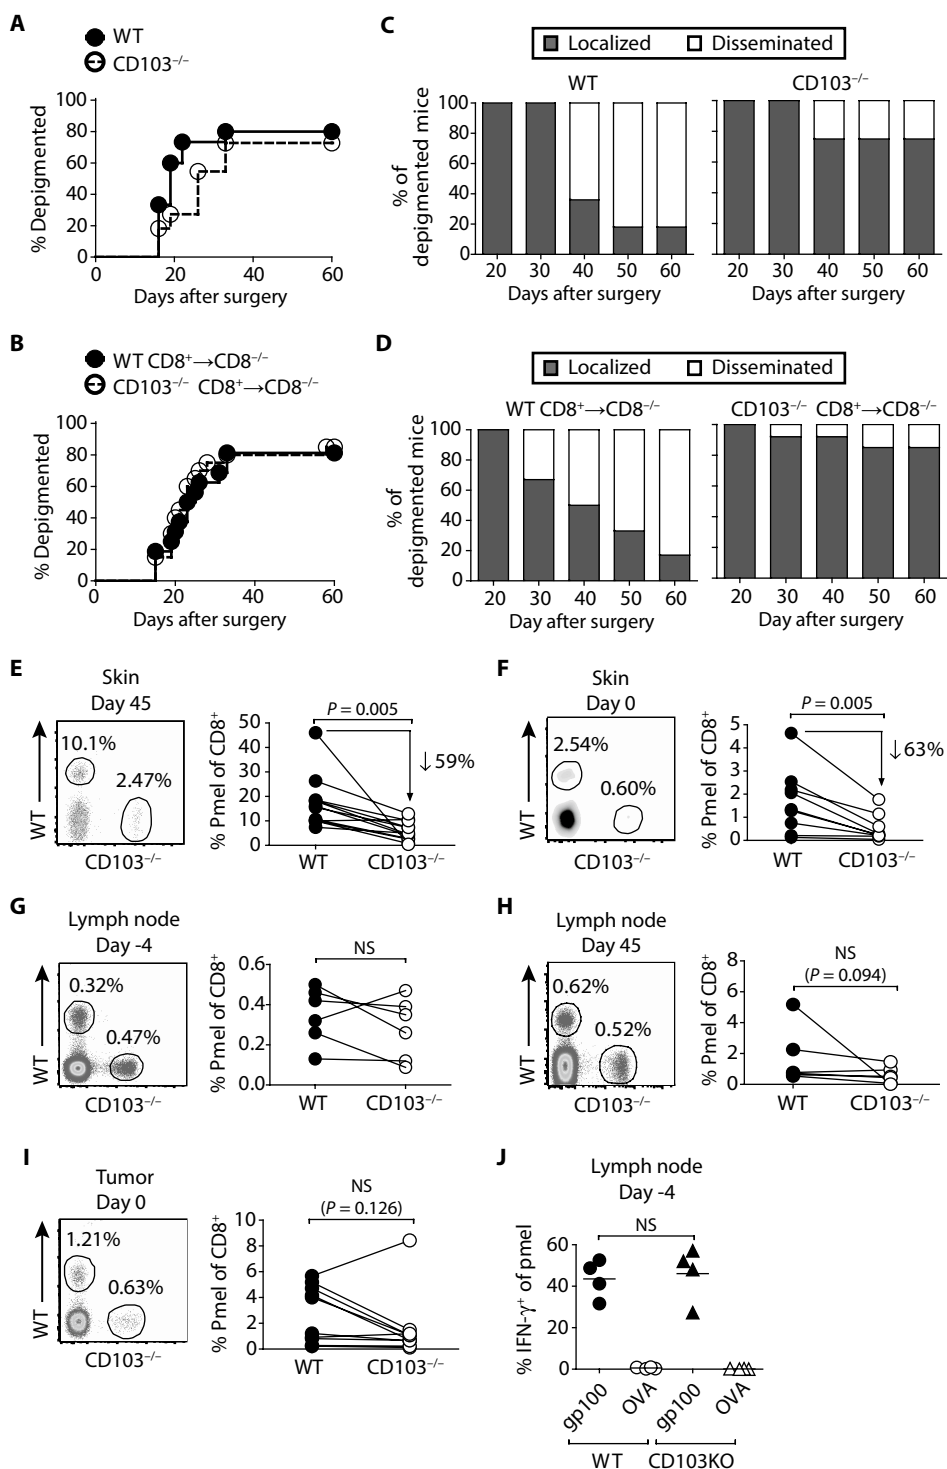 A
WT
CD103⁻/⁻
% Depigmented
100
80
60
40
20
0
0 20 40 60
Days after surgery
C
Localized Disseminated
WT
CD103⁻/⁻
% of
depigmented mice
100
80
60
40
20
0
20 30 40 50 60
20 30 40 50 60
Days after surgery
Days after surgery
B
WT CD8⁺→CD8⁻/⁻
CD103⁻/⁻ CD8⁺→CD8⁻/⁻
% Depigmented
100
80
60
40
20
0
0 20 40 60
Days after surgery
D
Localized Disseminated
WT CD8⁺→CD8⁻/⁻
CD103⁻/⁻ CD8⁺→CD8⁻/⁻
% of
depigmented mice
100
80
60
40
20
0
20 30 40 50 60
20 30 40 50 60
Day after surgery
Day after surgery
E
Skin
Day 45
10.1%
2.47%
WT
CD103⁻/⁻
% Pmel of CD8⁺
50
40
30
20
10
0
P = 0.005
↓59%
WT CD103⁻/⁻
F
Skin
Day 0
2.54%
0.60%
WT
CD103⁻/⁻
% Pmel of CD8⁺
5
4
3
2
1
0
P = 0.005
↓63%
WT CD103⁻/⁻
G
Lymph node
Day -4
0.32%
0.47%
WT
CD103⁻/⁻
% Pmel of CD8⁺
0.6
0.4
0.2
0.0
NS
WT CD103⁻/⁻
H
Lymph node
Day 45
0.62%
0.52%
WT
CD103⁻/⁻
% Pmel of CD8⁺
8
6
4
2
0
NS
(P = 0.094)
WT CD103⁻/⁻
I
Tumor
Day 0
1.21%
0.63%
WT
CD103⁻/⁻
% Pmel of CD8⁺
10
8
6
4
2
0
NS
(P = 0.126)
WT CD103⁻/⁻
J
Lymph node
Day -4
NS
% IFN-γ⁺ of pmel
60
40
20
0
gp100 OVA gp100 OVA
WT CD103KO